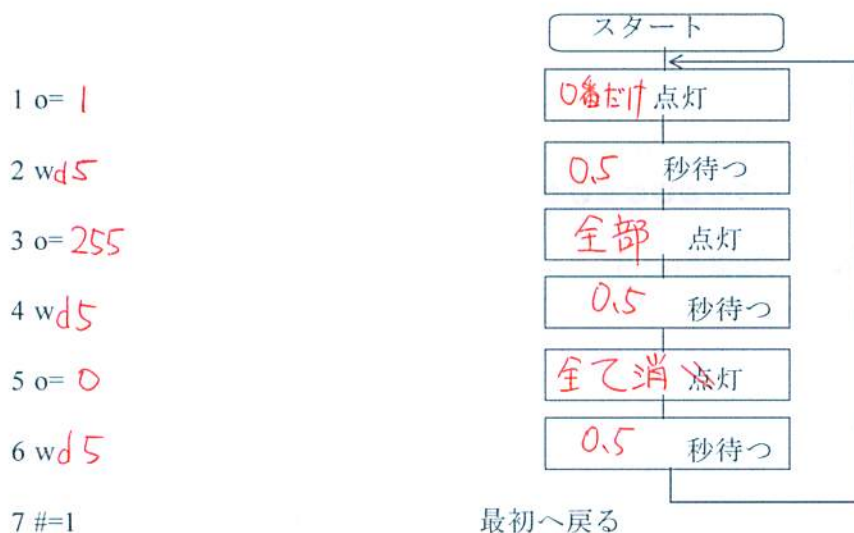 スタート
1 o= 1
0番だけ 点灯
2 wd5
0.5 秒待つ
3 o= 255
全部 点灯
4 wd5
0.5 秒待つ
5 o= 0
全て消 点灯
6 wd5
0.5 秒待つ
7 #=1
最初へ戻る